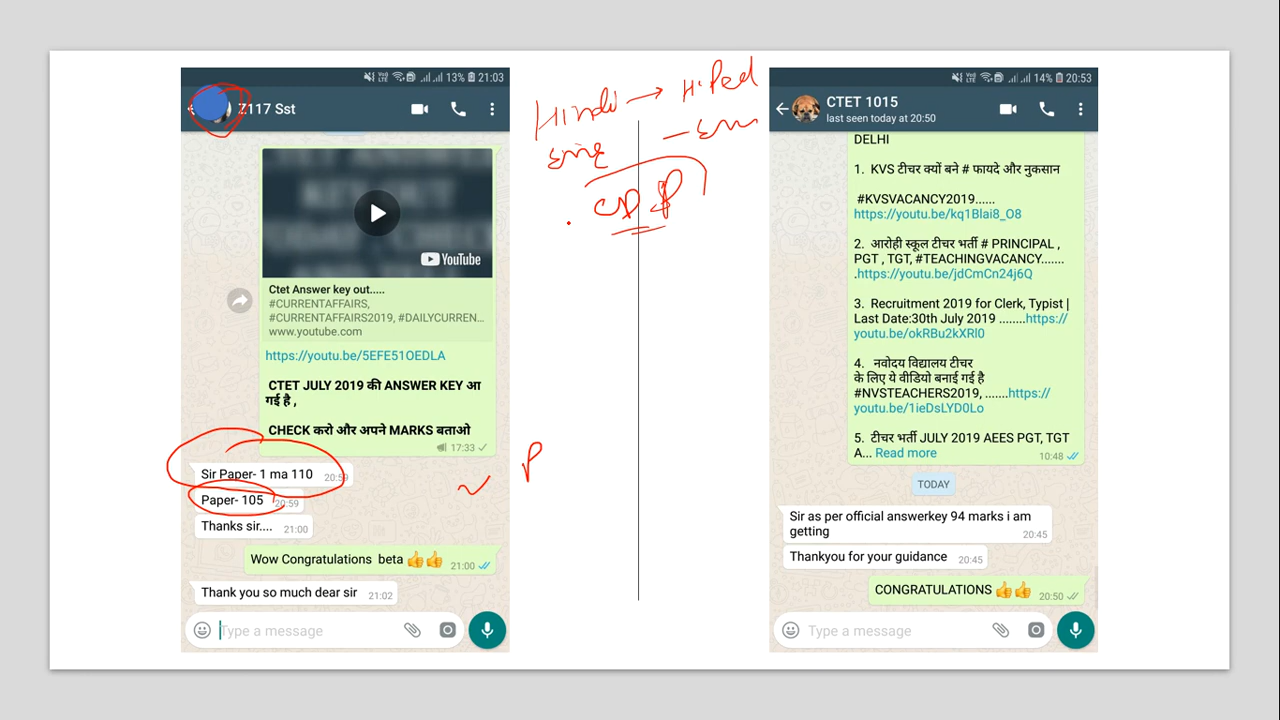 13% 21:03
Z117 Sst
YouTube
Ctet Answer key out.....
#CURRENTAFFAIRS,
#CURRENTAFFAIRS2019, #DAILYCURREN...
www.youtube.com
https://youtu.be/5EFE51OEDLA
CTET JULY 2019 की ANSWER KEY आ
गई है ,
CHECK करो और अपने MARKS बताओ
17:33
Sir Paper- 1 ma 110 20:59
Paper- 105 20:59
Thanks sir.... 21:00
Wow Congratulations beta 👍👍 21:00
Thank you so much dear sir 21:02
Type a message
Hindi → H. Ped
CDP
P
14% 20:53
CTET 1015
last seen today at 20:50
DELHI
1. KVS टीचर क्यों बने # फायदे और नुकसान
#KVSVACANCY2019......
https://youtu.be/kq1Blai8_O8
2. आरोही स्कूल टीचर भर्ती # PRINCIPAL ,
PGT , TGT, #TEACHINGVACANCY.......
.https://youtu.be/jdCmCn24j6Q
3. Recruitment 2019 for Clerk, Typist |
Last Date:30th July 2019 ........https://
youtu.be/okRBu2kXRl0
4. नवोदय विद्यालय टीचर
के लिए ये वीडियो बनाई गई है
#NVSTEACHERS2019, .......https://
youtu.be/1ieDsLYD0Lo
5. टीचर भर्ती JULY 2019 AEES PGT, TGT
A... Read more 10:48
TODAY
Sir as per official answerkey 94 marks i am
getting 20:45
Thankyou for your guidance 20:45
CONGRATULATIONS 👍👍 20:50
Type a message